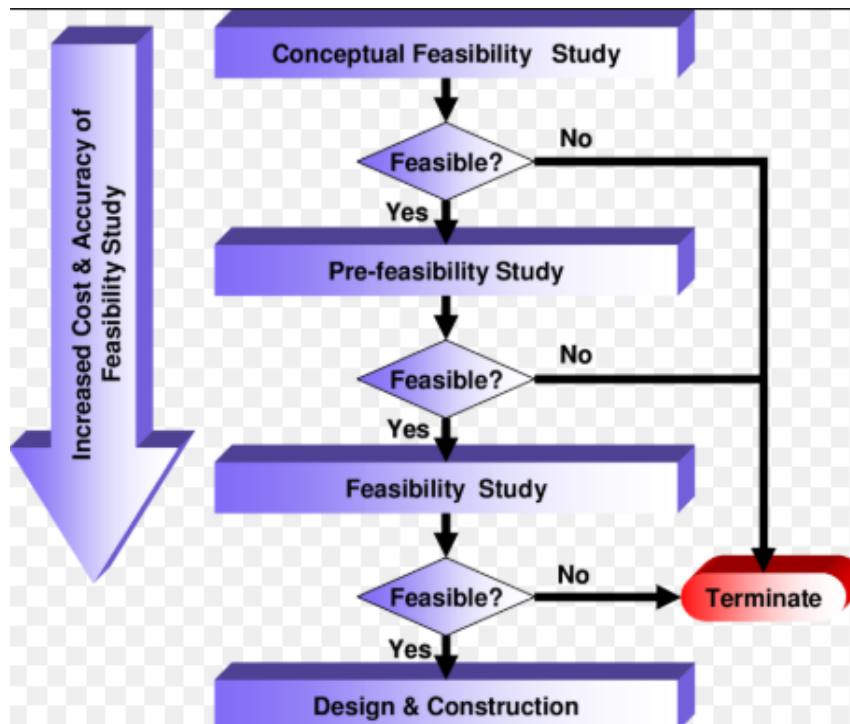 Conceptual Feasibility Study
Feasible?
No
Yes
Pre-feasibility Study
Feasible?
No
Yes
Feasibility Study
Feasible?
No
Yes
Terminate
Design & Construction
Increased Cost & Accuracy of
Feasibility Study